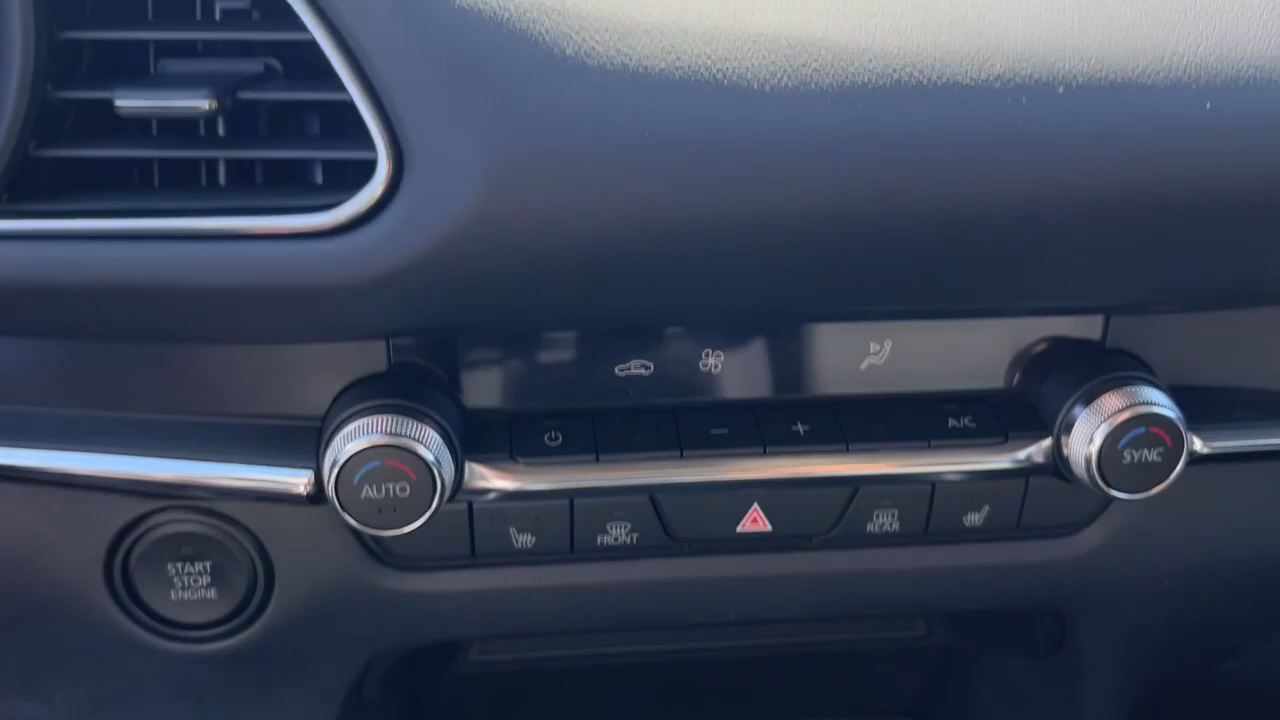 A/C
SYNC
AUTO
FRONT
REAR
START
STOP
ENGINE